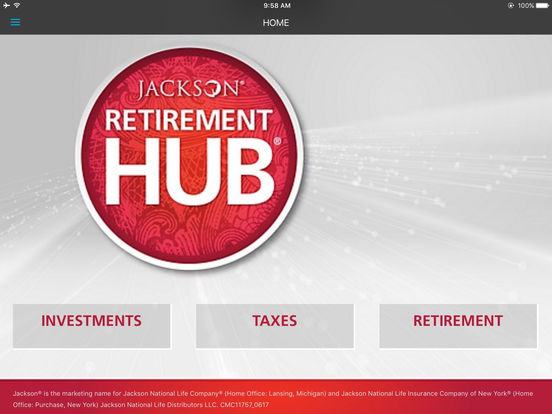 9:58 AM
100%
HOME
JACKSON®
RETIREMENT
HUB®
INVESTMENTS
TAXES
RETIREMENT
Jackson® is the marketing name for Jackson National Life Company® (Home Office: Lansing, Michigan) and Jackson National Life Insurance Company of New York® (Home
Office: Purchase, New York) Jackson National Life Distributors LLC. CMC11757_0617